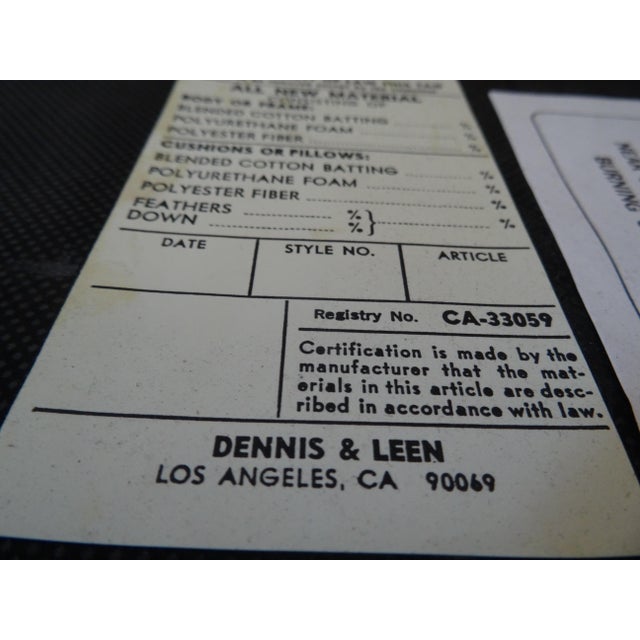 ALL NEW MATERIAL
CONSISTING OF
BODY OR FRAME:
BLENDED COTTON BATTING %
POLYURETHANE FOAM %
POLYESTER FIBER %
CUSHIONS OR PILLOWS:
BLENDED COTTON BATTING %
POLYURETHANE FOAM %
POLYESTER FIBER %
FEATHERS %
DOWN % } %
DATE STYLE NO. ARTICLE
Registry No. CA-33059
Certification is made by the
manufacturer that the mat-
erials in this article are desc-
ribed in accordance with law.
DENNIS & LEEN
LOS ANGELES, CA 90069
NEAR
BURNING